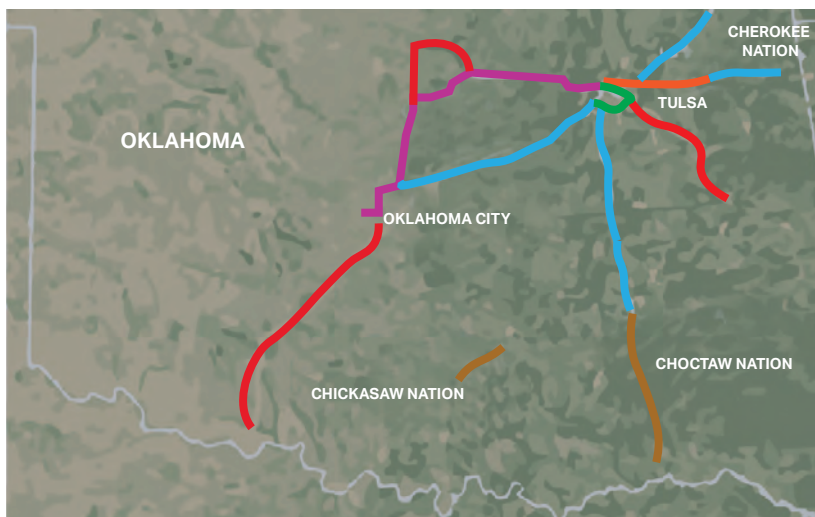 CHEROKEE
NATION
TULSA
OKLAHOMA
OKLAHOMA CITY
CHOCTAW NATION
CHICKASAW NATION